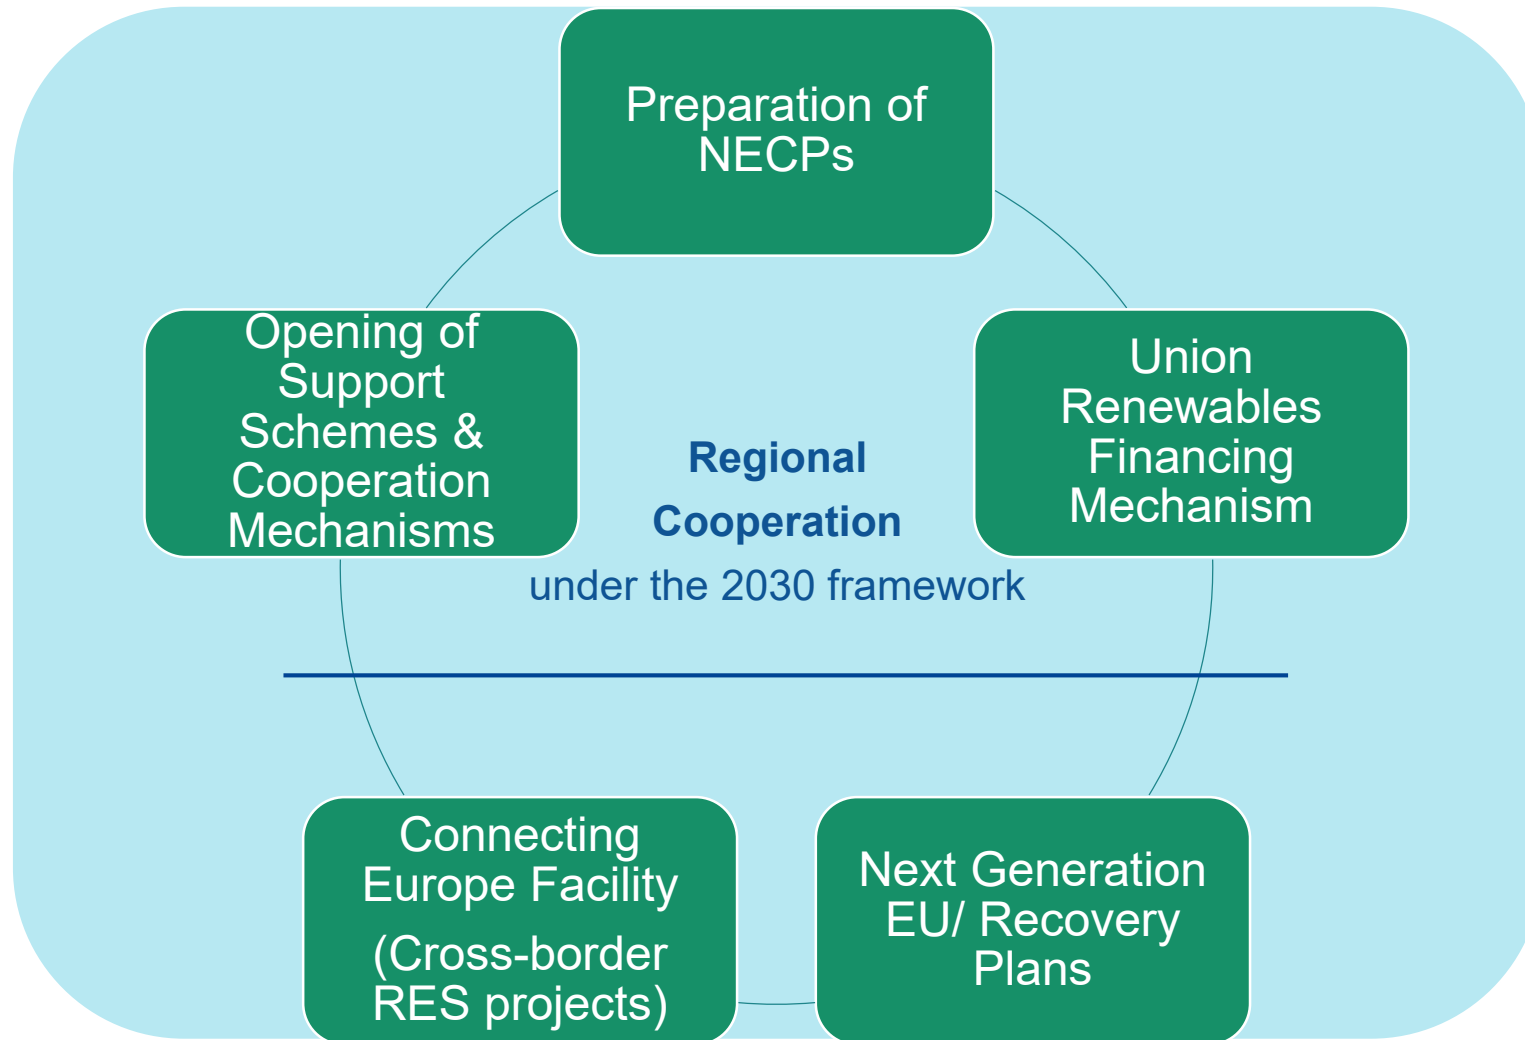 Preparation of
NECPs
Opening of
Support
Schemes &
Cooperation
Mechanisms
Union
Renewables
Financing
Mechanism
Regional
Cooperation
under the 2030 framework
Connecting
Europe Facility
(Cross-border
RES projects)
Next Generation
EU/ Recovery
Plans